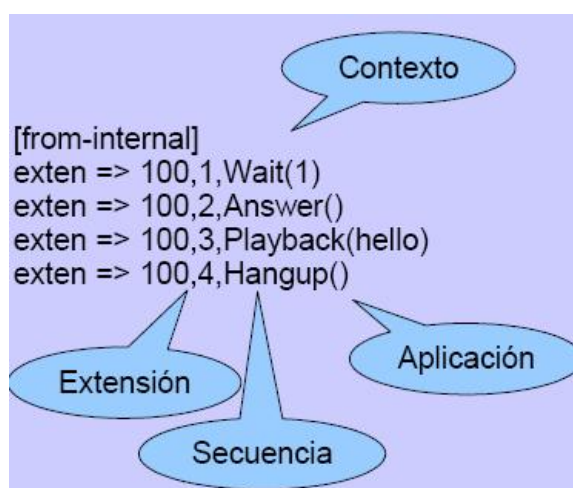 Contexto
[from-internal]
exten => 100,1,Wait(1)
exten => 100,2,Answer()
exten => 100,3,Playback(hello)
exten => 100,4,Hangup()
Extensión
Aplicación
Secuencia